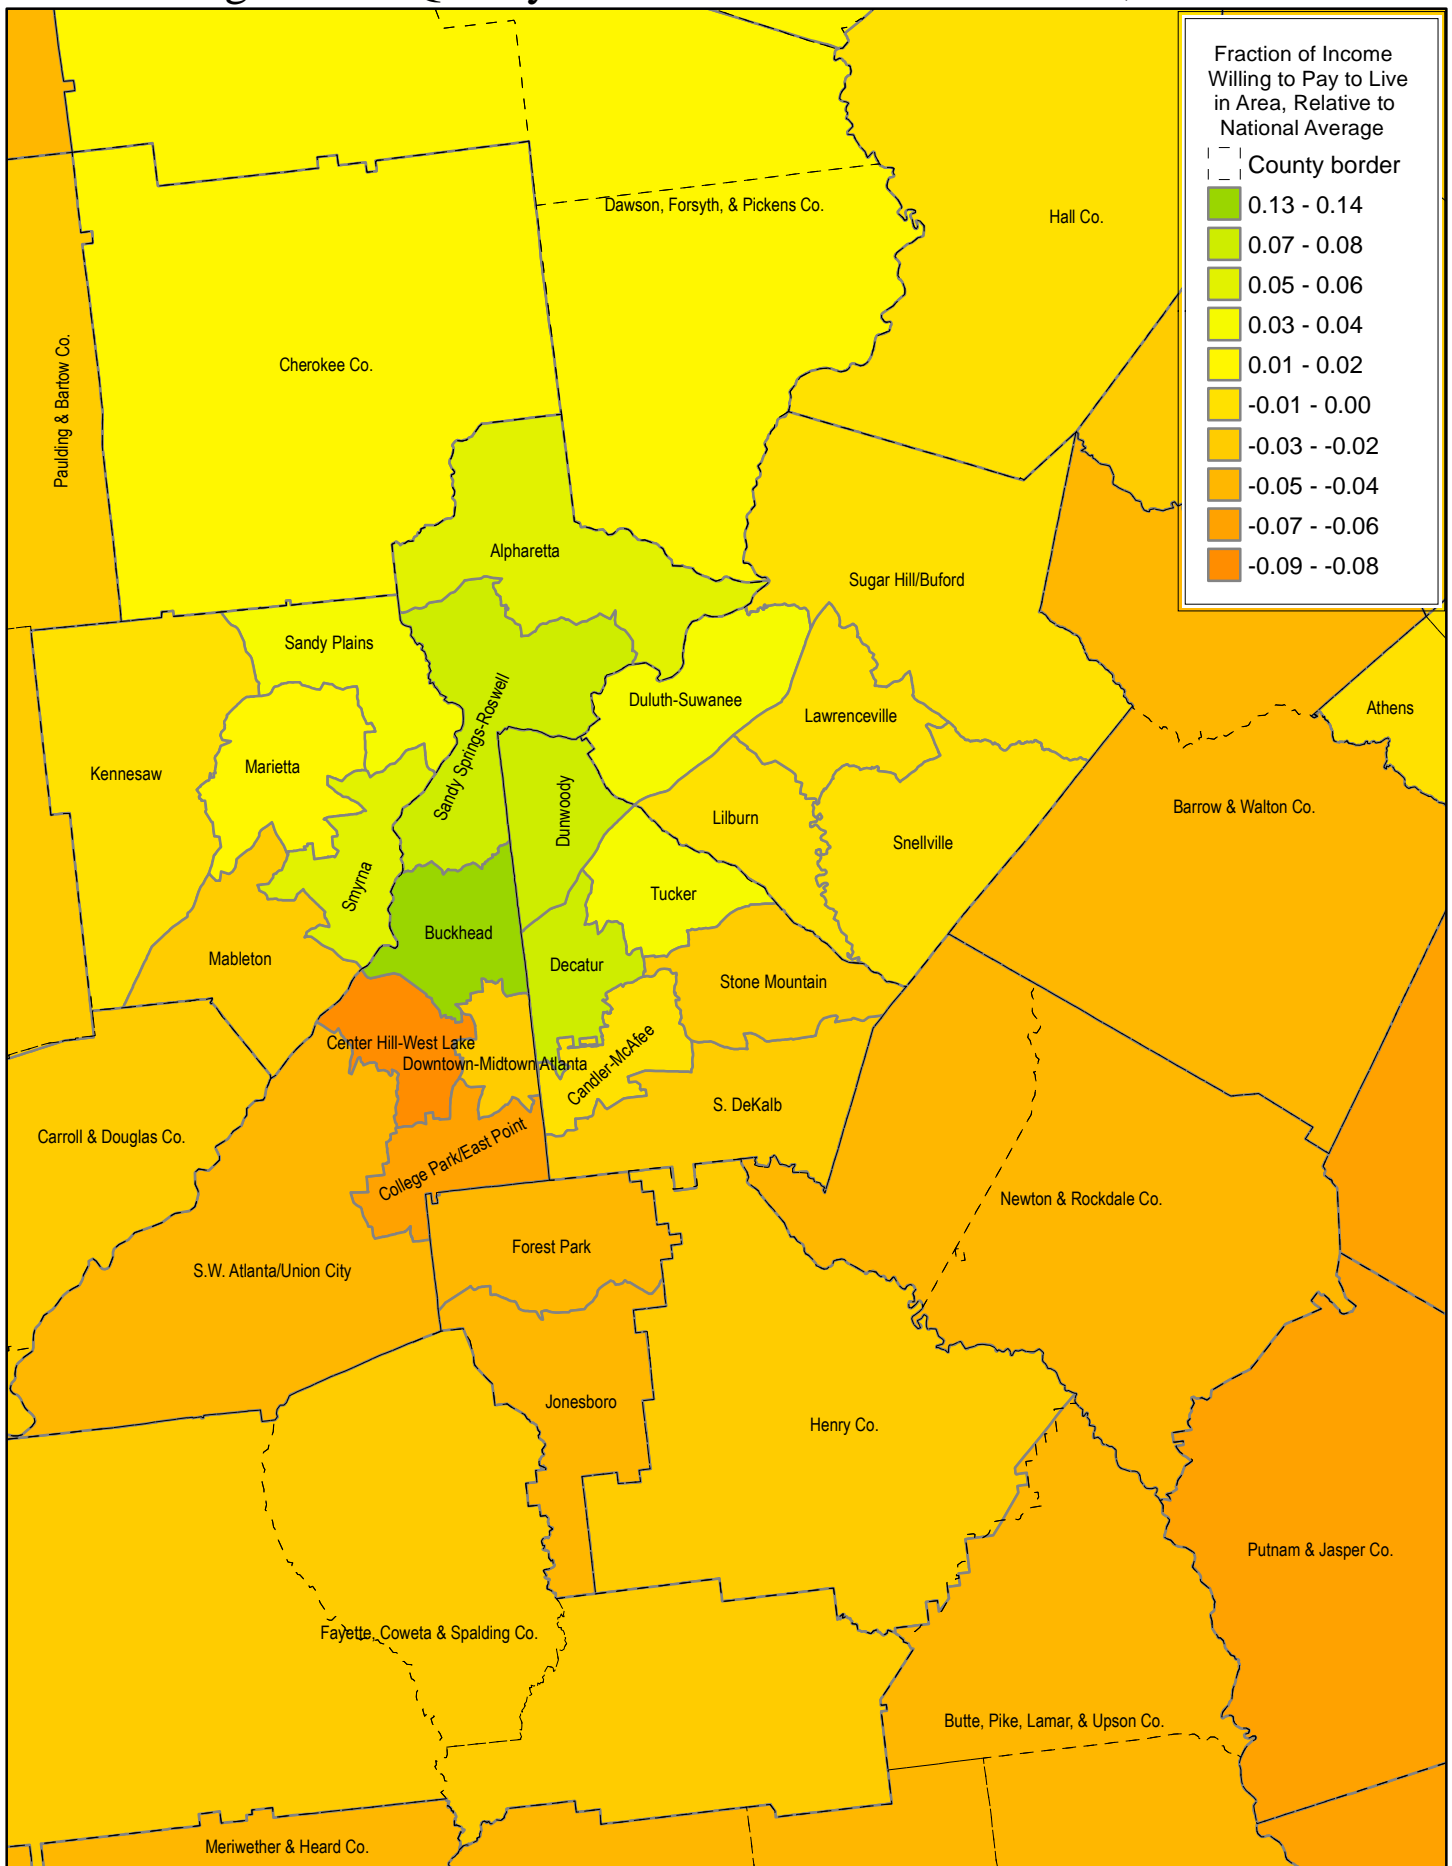 Fraction of Income
Willing to Pay to Live
in Area, Relative to
National Average
County border
0.13 - 0.14
0.07 - 0.08
0.05 - 0.06
0.03 - 0.04
0.01 - 0.02
-0.01 - 0.00
-0.03 - -0.02
-0.05 - -0.04
-0.07 - -0.06
-0.09 - -0.08
Dawson, Forsyth, & Pickens Co.
Hall Co.
Cherokee Co.
Paulding & Bartow Co.
Alpharetta
Sugar Hill/Buford
Sandy Plains
Sandy Springs-Roswell
Duluth-Suwanee
Lawrenceville
Athens
Kennesaw
Marietta
Dunwoody
Lilburn
Barrow & Walton Co.
Snellville
Smyrna
Tucker
Buckhead
Mableton
Decatur
Stone Mountain
Center Hill-West Lake
Downtown-Midtown Atlanta
Candler-McAfee
S. DeKalb
Carroll & Douglas Co.
College Park/East Point
Newton & Rockdale Co.
Forest Park
S.W. Atlanta/Union City
Jonesboro
Henry Co.
Putnam & Jasper Co.
Fayette, Coweta & Spalding Co.
Butte, Pike, Lamar, & Upson Co.
Meriwether & Heard Co.